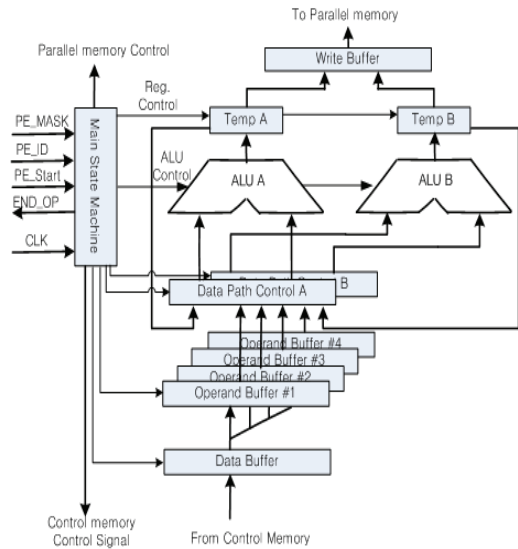 To Parallel memory
Parallel memory Control
Write Buffer
Reg.
Control
Temp A
Temp B
PE_MASK
PE_ID
PE_Start
END_OP
CLK
Main State Machine
ALU
Control
ALU A
ALU B
B
Data Path Control A
Operand Buffer #4
Operand Buffer #3
Operand Buffer #2
Operand Buffer #1
Data Buffer
Control memory
Control Signal
From Control Memory